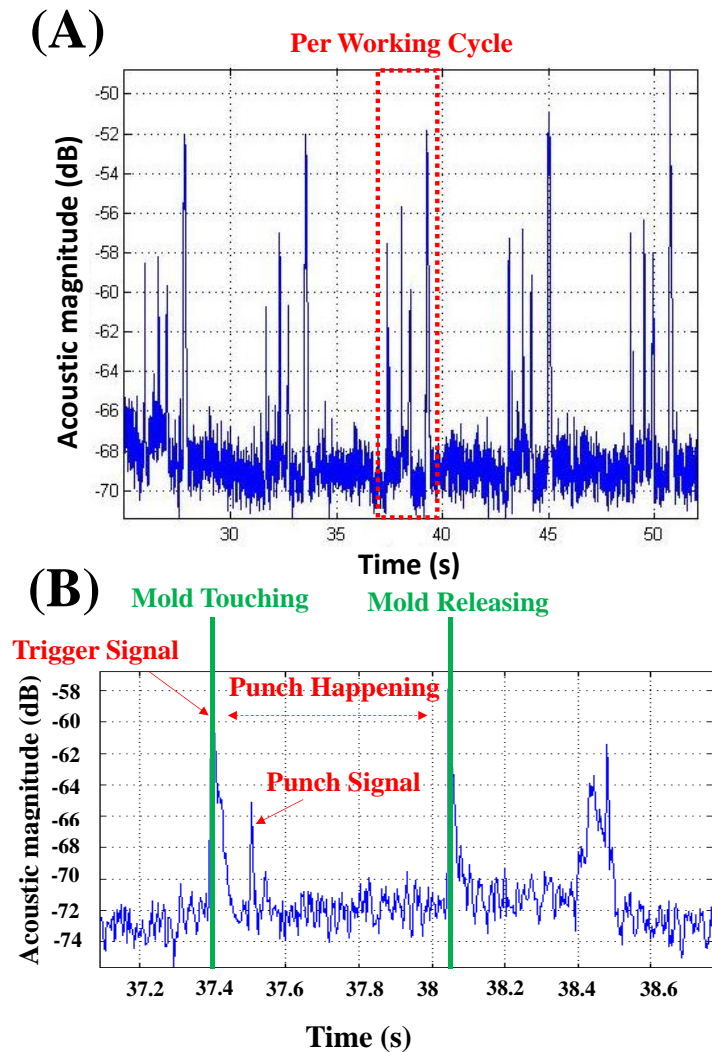 (A)
Per Working Cycle
Acoustic magnitude (dB)
-50
-52
-54
-56
-58
-60
-62
-64
-66
-68
-70
30
35
40
45
50
Time (s)
(B)
Mold Touching
Mold Releasing
Trigger Signal
Punch Happening
Punch Signal
Acoustic magnitude (dB)
-58
-60
-62
-64
-66
-70
-72
-74
37.2
37.4
37.6
37.8
38
38.2
38.4
38.6
Time (s)